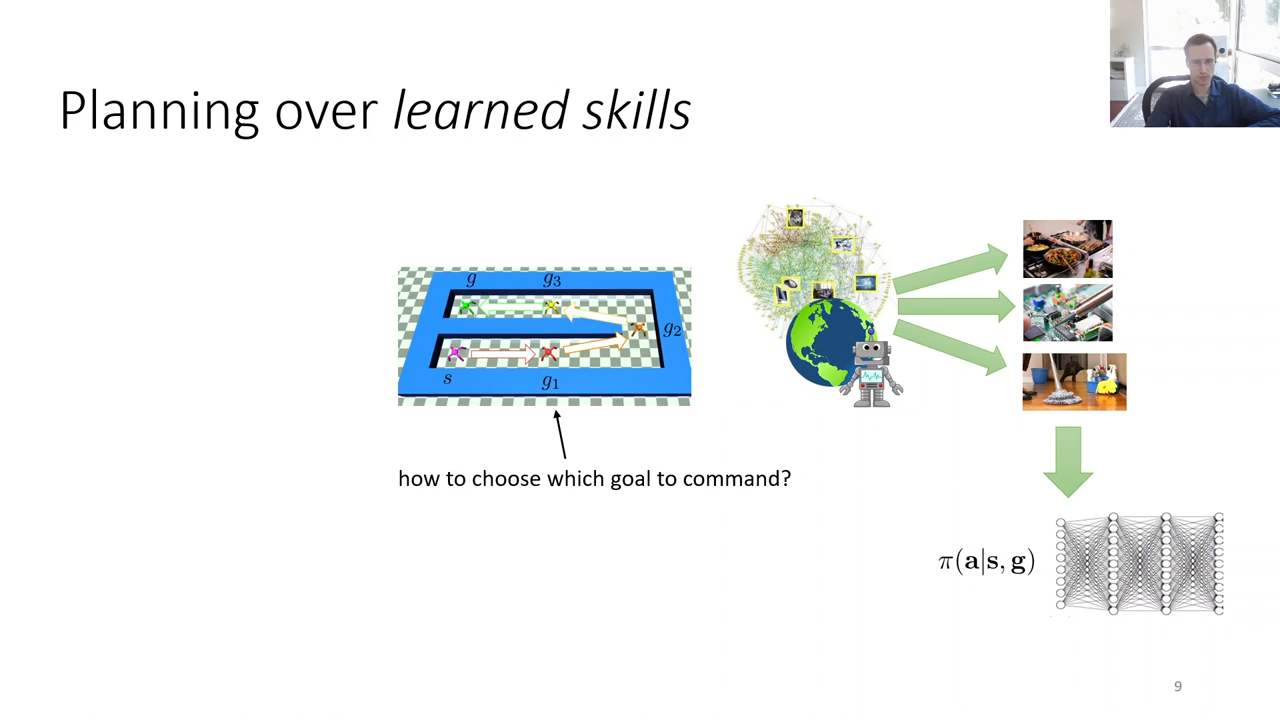 Planning over learned skills
g g₃
g₂
s g₁
how to choose which goal to command?
π(a|s, g)
9